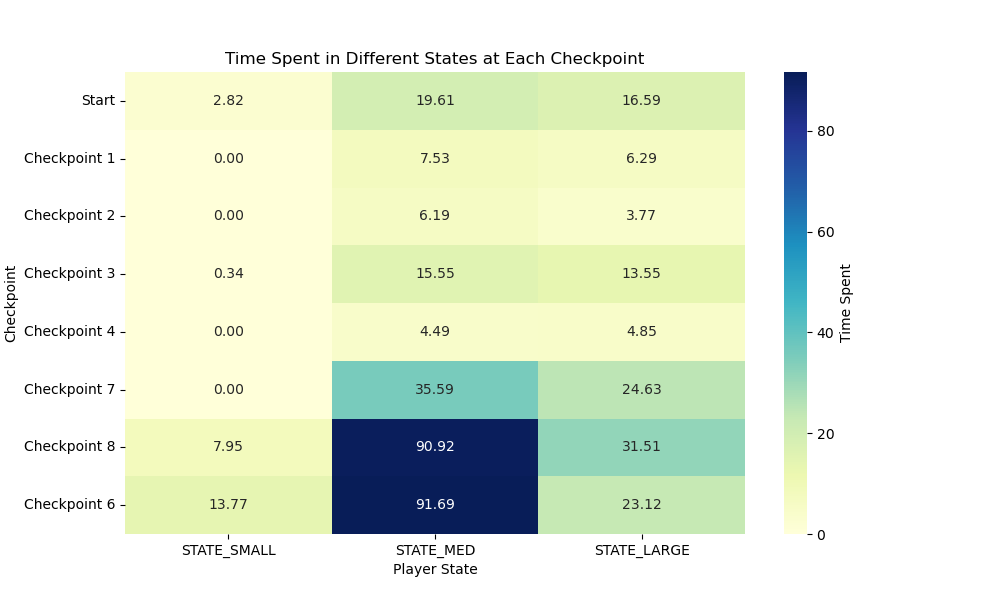 Time Spent in Different States at Each Checkpoint
Checkpoint
Start 2.82 19.61 16.59
Checkpoint 1 0.00 7.53 6.29
Checkpoint 2 0.00 6.19 3.77
Checkpoint 3 0.34 15.55 13.55
Checkpoint 4 0.00 4.49 4.85
Checkpoint 7 0.00 35.59 24.63
Checkpoint 8 7.95 90.92 31.51
Checkpoint 6 13.77 91.69 23.12
STATE_SMALL STATE_MED STATE_LARGE
Player State
80
60
40
20
0
Time Spent